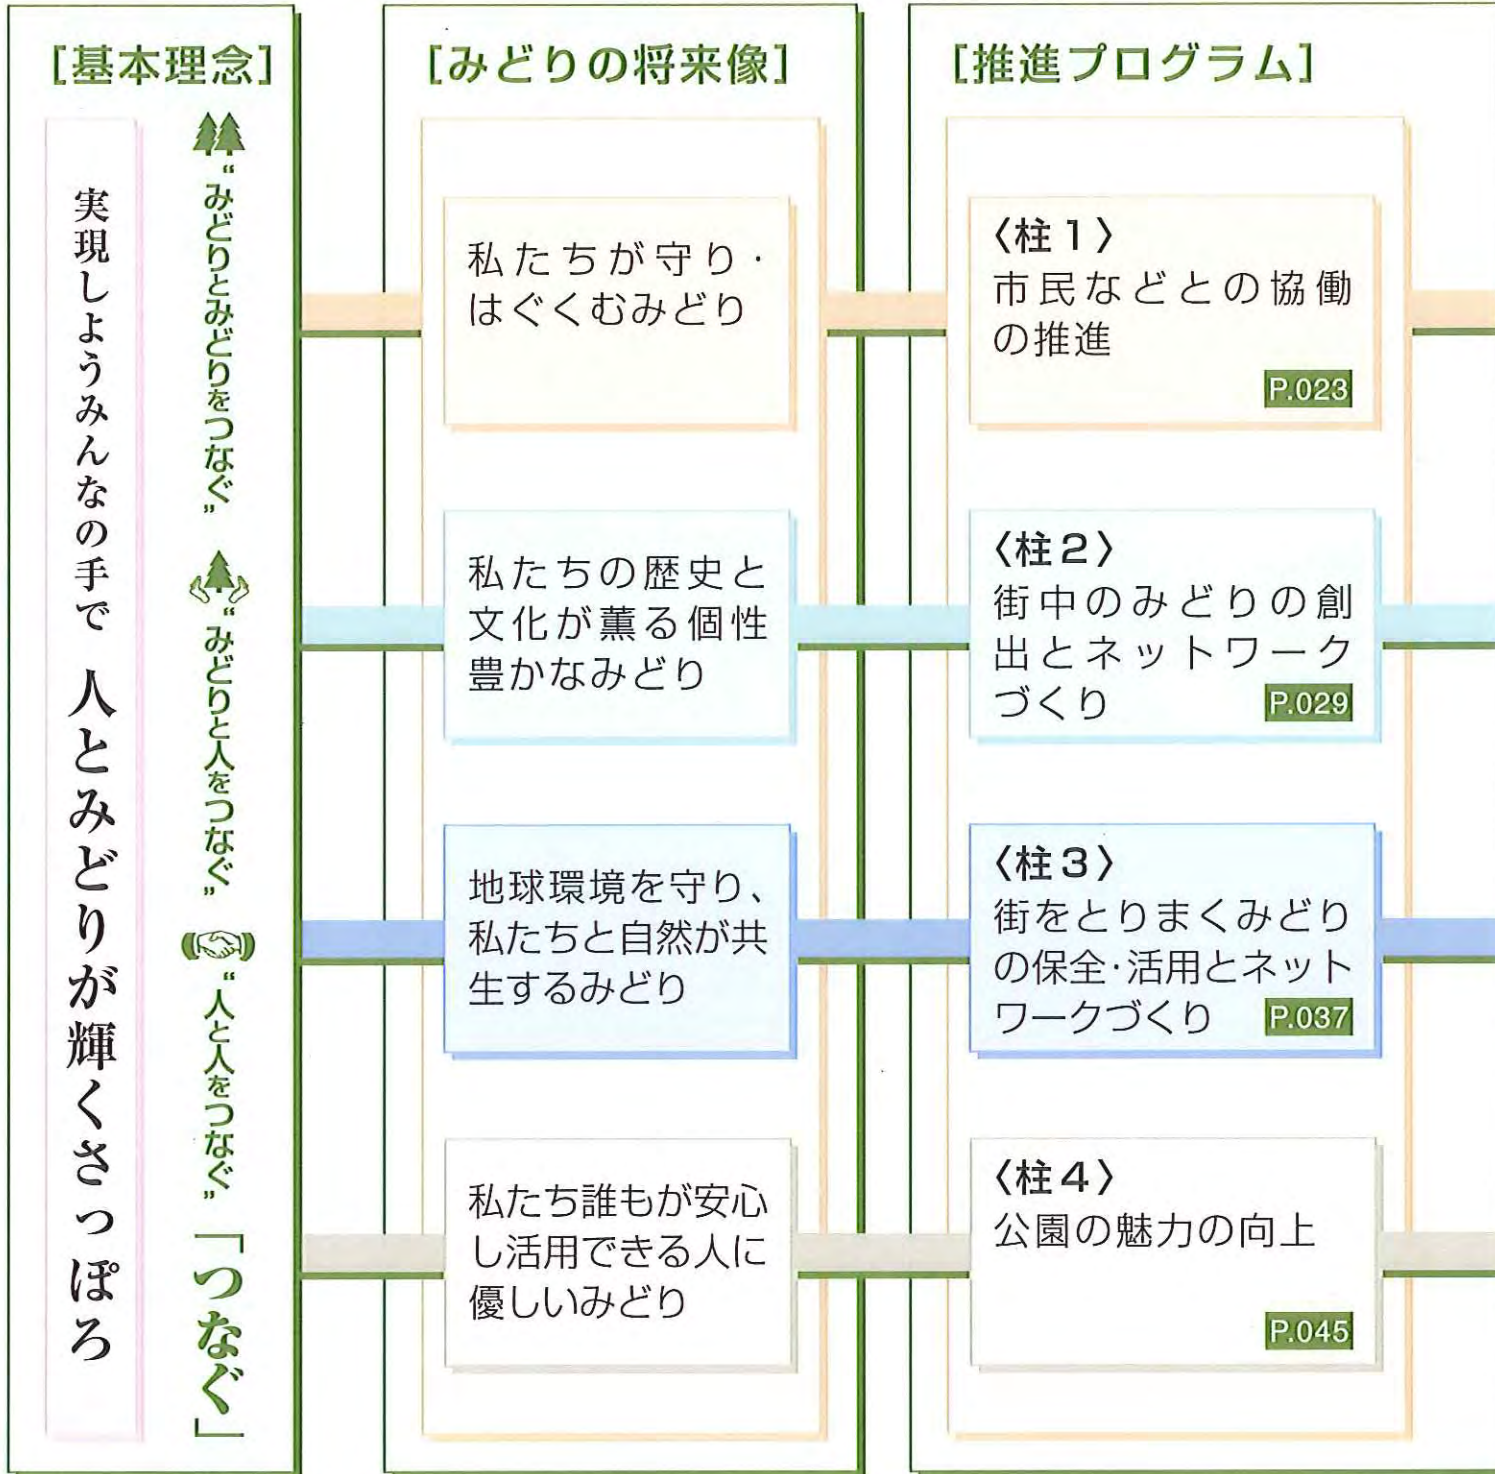 [基本理念]
実現しようみんなの手で 人とみどりが輝くさっぽろ
“みどりとみどりをつなぐ” “みどりと人をつなぐ” “人と人をつなぐ” 「つなぐ」
[みどりの将来像]
私たちが守り・
はぐくむみどり
私たちの歴史と
文化が薫る個性
豊かなみどり
地球環境を守り、
私たちと自然が共
生するみどり
私たち誰もが安心
し活用できる人に
優しいみどり
[推進プログラム]
〈柱1〉
市民などとの協働
の推進
P.023
〈柱2〉
街中のみどりの創
出とネットワーク
づくり P.029
〈柱3〉
街をとりまくみどり
の保全・活用とネット
ワークづくり P.037
〈柱4〉
公園の魅力の向上
P.045